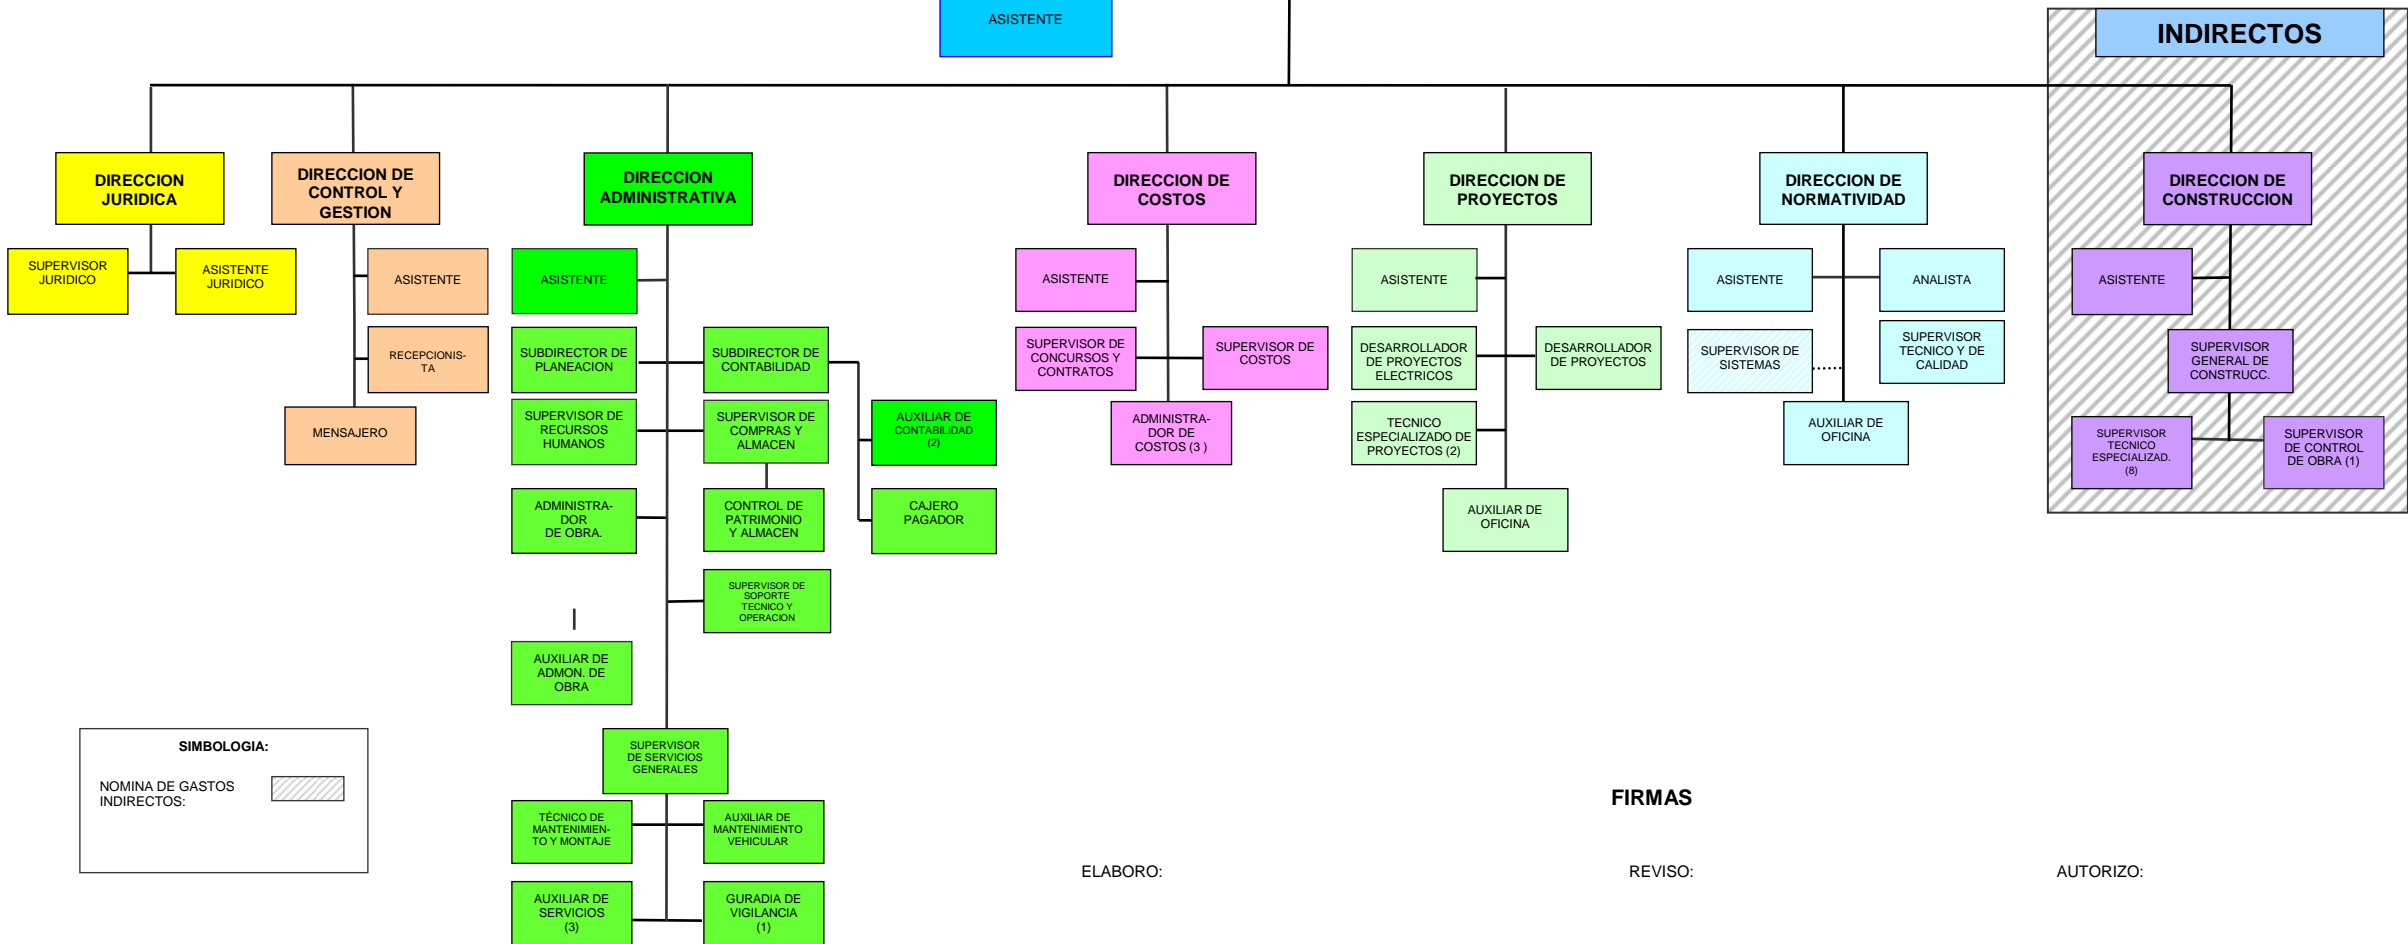 ASISTENTE
INDIRECTOS
DIRECCION
JURIDICA
DIRECCION DE
CONTROL Y
GESTION
DIRECCION
ADMINISTRATIVA
DIRECCION DE
COSTOS
DIRECCION DE
PROYECTOS
DIRECCION DE
NORMATIVIDAD
DIRECCION DE
CONSTRUCCION
SUPERVISOR
JURIDICO
ASISTENTE
JURIDICO
ASISTENTE
ASISTENTE
ASISTENTE
ASISTENTE
ASISTENTE
ANALISTA
ASISTENTE
RECEPCIONIS-
TA
SUBDIRECTOR DE
PLANEACION
SUBDIRECTOR DE
CONTABILIDAD
SUPERVISOR DE
CONCURSOS Y
CONTRATOS
SUPERVISOR DE
COSTOS
DESARROLLADOR
DE PROYECTOS
ELECTRICOS
DESARROLLADOR
DE PROYECTOS
SUPERVISOR DE
SISTEMAS
SUPERVISOR
TECNICO Y DE
CALIDAD
SUPERVISOR
GENERAL DE
CONSTRUCC.
MENSAJERO
SUPERVISOR DE
RECURSOS
HUMANOS
SUPERVISOR DE
COMPRAS Y
ALMACEN
AUXILIAR DE
CONTABILIDAD
(2)
ADMINISTRA-
DOR DE
COSTOS (3 )
TECNICO
ESPECIALIZADO DE
PROYECTOS (2)
AUXILIAR DE
OFICINA
SUPERVISOR
TECNICO
ESPECIALIZAD.
(8)
SUPERVISOR
DE CONTROL
DE OBRA (1)
ADMINISTRA-
DOR
DE OBRA.
CONTROL DE
PATRIMONIO
Y ALMACEN
CAJERO
PAGADOR
AUXILIAR DE
OFICINA
SUPERVISOR DE
SOPORTE
TECNICO Y
OPERACION
AUXILIAR DE
ADMON. DE
OBRA
SIMBOLOGIA:
NOMINA DE GASTOS
INDIRECTOS:
SUPERVISOR
DE SERVICIOS
GENERALES
TÉCNICO DE
MANTENIMIEN-
TO Y MONTAJE
AUXILIAR DE
MANTENIMIENTO
VEHICULAR
AUXILIAR DE
SERVICIOS
(3)
GURADIA DE
VIGILANCIA
(1)
FIRMAS
ELABORO:
REVISO:
AUTORIZO: